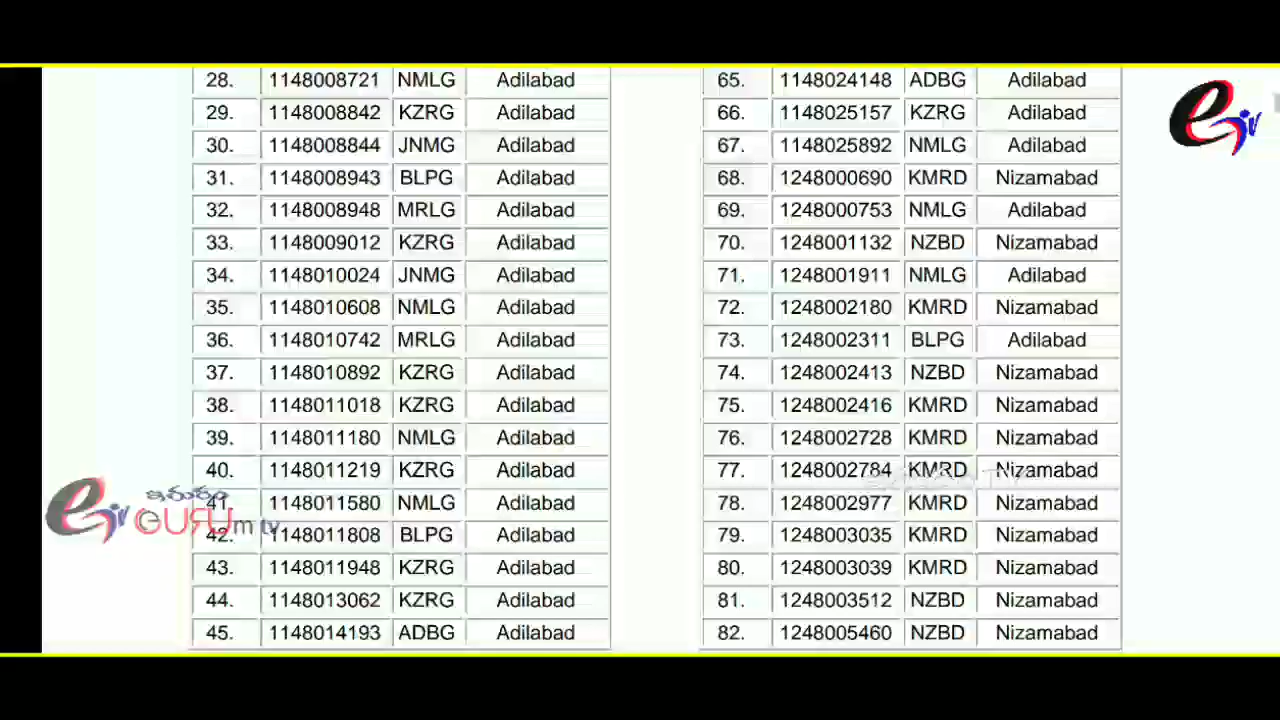 28. 1148008721 NMLG Adilabad
29. 1148008842 KZRG Adilabad
30. 1148008844 JNMG Adilabad
31. 1148008943 BLPG Adilabad
32. 1148008948 MRLG Adilabad
33. 1148009012 KZRG Adilabad
34. 1148010024 JNMG Adilabad
35. 1148010608 NMLG Adilabad
36. 1148010742 MRLG Adilabad
37. 1148010892 KZRG Adilabad
38. 1148011018 KZRG Adilabad
39. 1148011180 NMLG Adilabad
40. 1148011219 KZRG Adilabad
41. 1148011580 NMLG Adilabad
42. 1148011808 BLPG Adilabad
43. 1148011948 KZRG Adilabad
44. 1148013062 KZRG Adilabad
45. 1148014193 ADBG Adilabad
65. 1148024148 ADBG Adilabad
66. 1148025157 KZRG Adilabad
67. 1148025892 NMLG Adilabad
68. 1248000690 KMRD Nizamabad
69. 1248000753 NMLG Adilabad
70. 1248001132 NZBD Nizamabad
71. 1248001911 NMLG Adilabad
72. 1248002180 KMRD Nizamabad
73. 1248002311 BLPG Adilabad
74. 1248002413 NZBD Nizamabad
75. 1248002416 KMRD Nizamabad
76. 1248002728 KMRD Nizamabad
77. 1248002784 KMRD Nizamabad
78. 1248002977 KMRD Nizamabad
79. 1248003035 KMRD Nizamabad
80. 1248003039 KMRD Nizamabad
81. 1248003512 NZBD Nizamabad
82. 1248005460 NZBD Nizamabad
eTV
eTV
eGURUm tv